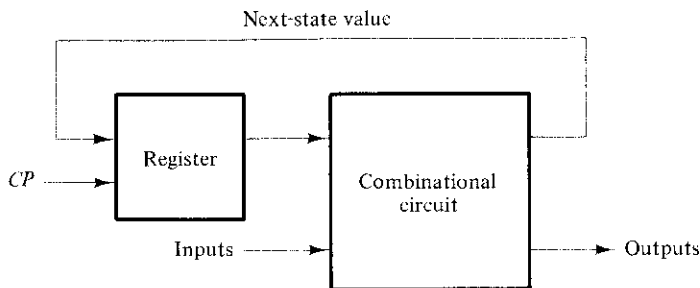 Next-state value
Register
CP
Combinational
circuit
Inputs
Outputs